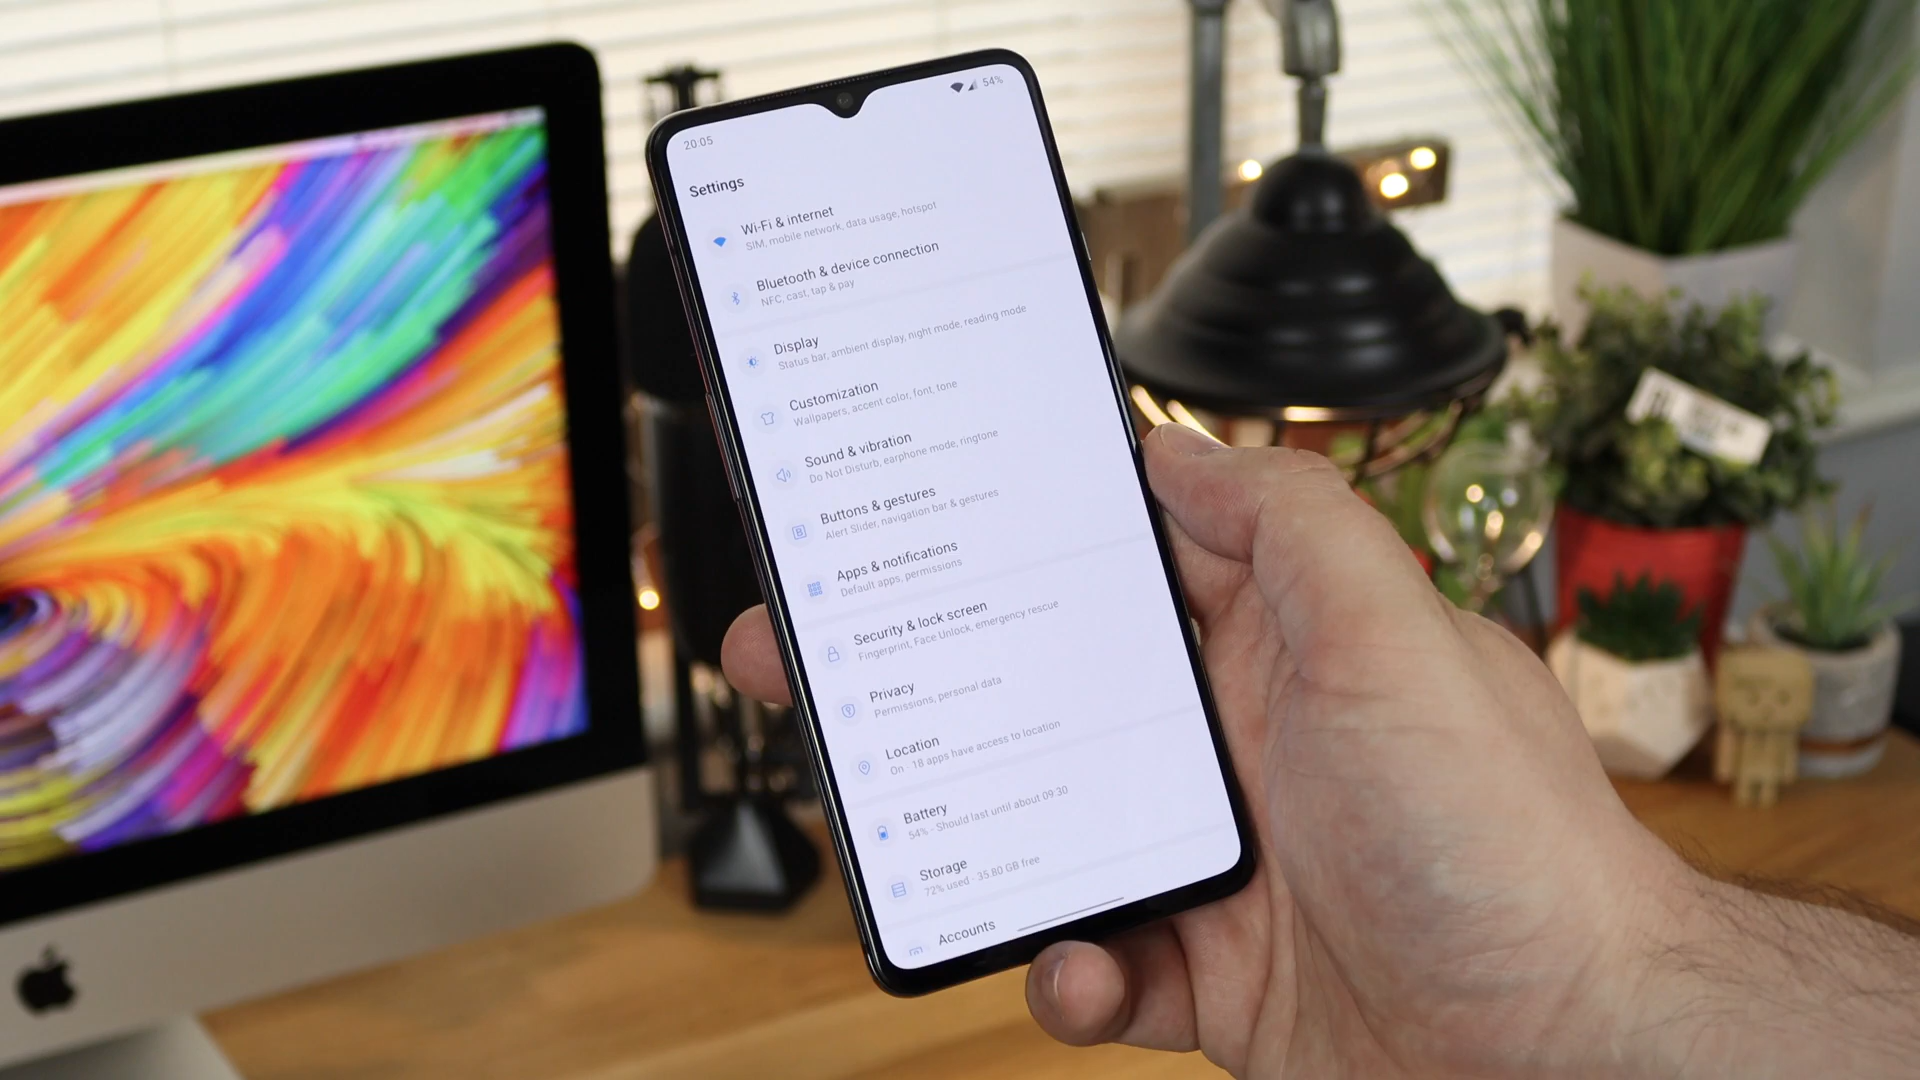 20:05
54%
Settings
Wi-Fi & internet
SIM, mobile network, data usage, hotspot
Bluetooth & device connection
NFC, cast, tap & pay
Display
Status bar, ambient display, night mode, reading mode
Customization
Wallpapers, accent color, font, tone
Sound & vibration
Do Not Disturb, earphone mode, ringtone
Buttons & gestures
Alert Slider, navigation bar & gestures
Apps & notifications
Default apps, permissions
Security & lock screen
Fingerprint, Face Unlock, emergency rescue
Privacy
Permissions, personal data
Location
On - 18 apps have access to location
Battery
54% - Should last until about 09:30
Storage
72% used - 35.80 GB free
Accounts